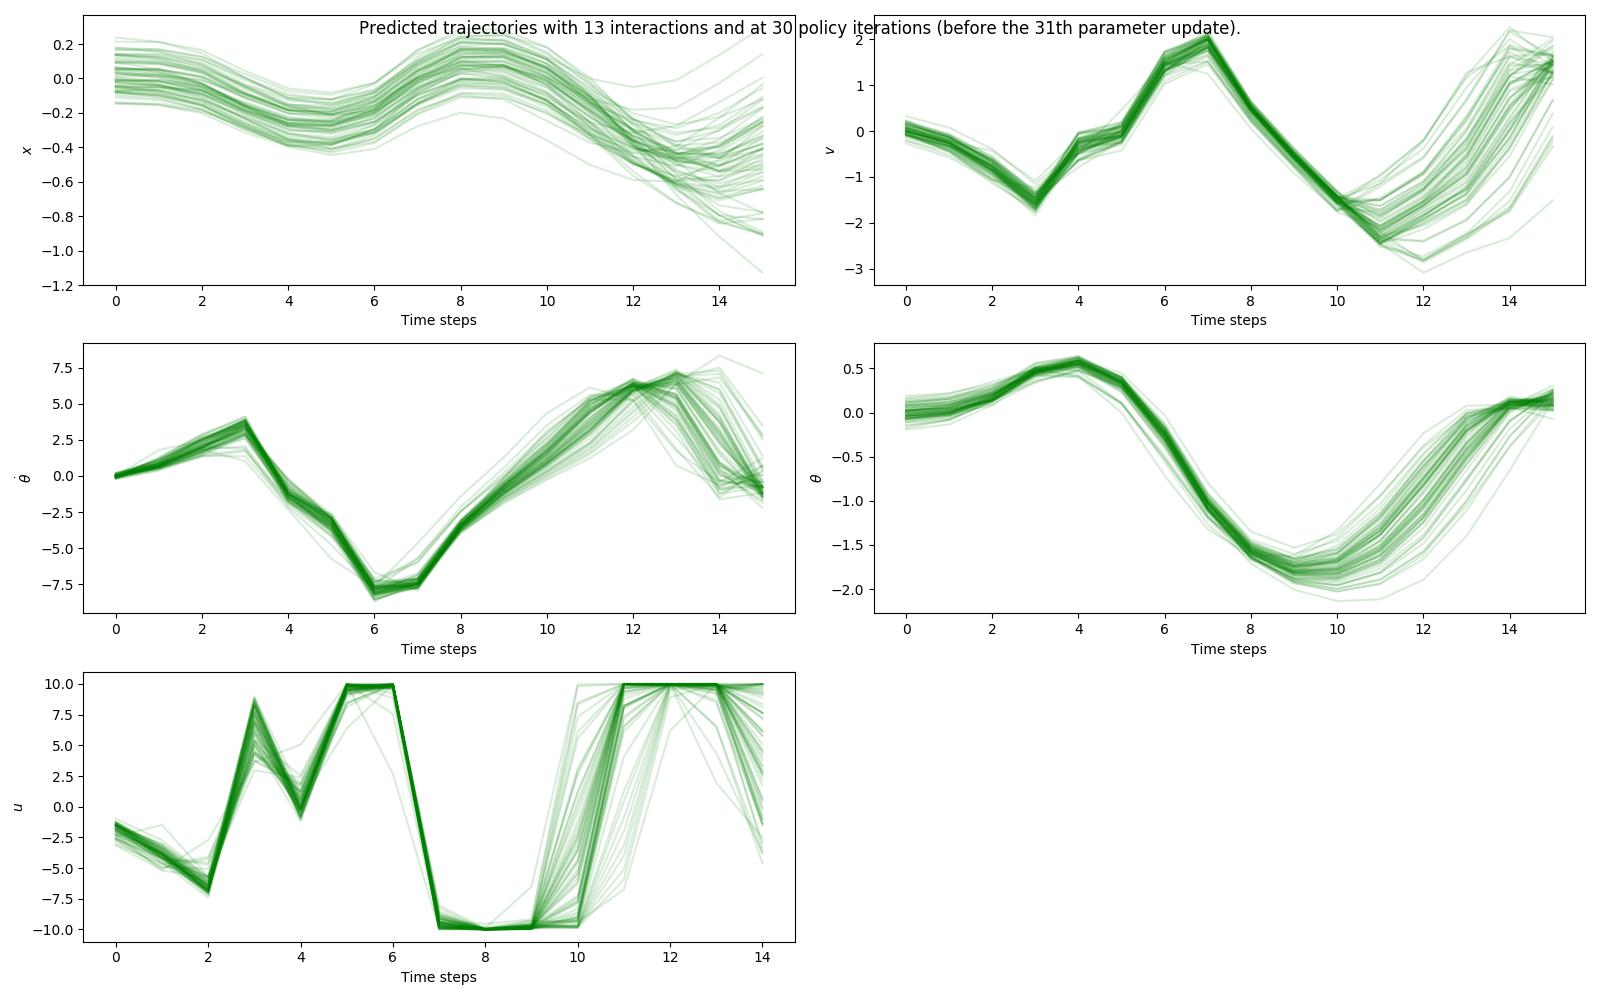 Predicted trajectories with 13 interactions and at 30 policy iterations (before the 31th parameter update).
x
0.2
0.0
−0.2
−0.4
−0.6
−0.8
−1.0
−1.2
0 2 4 6 8 10 12 14
Time steps
v
2
1
0
−1
−2
−3
0 2 4 6 8 10 12 14
Time steps
θ̇
7.5
5.0
2.5
0.0
−2.5
−5.0
−7.5
0 2 4 6 8 10 12 14
Time steps
θ
0.5
0.0
−0.5
−1.0
−1.5
−2.0
0 2 4 6 8 10 12 14
Time steps
u
10.0
7.5
5.0
2.5
0.0
−2.5
−5.0
−7.5
−10.0
0 2 4 6 8 10 12 14
Time steps